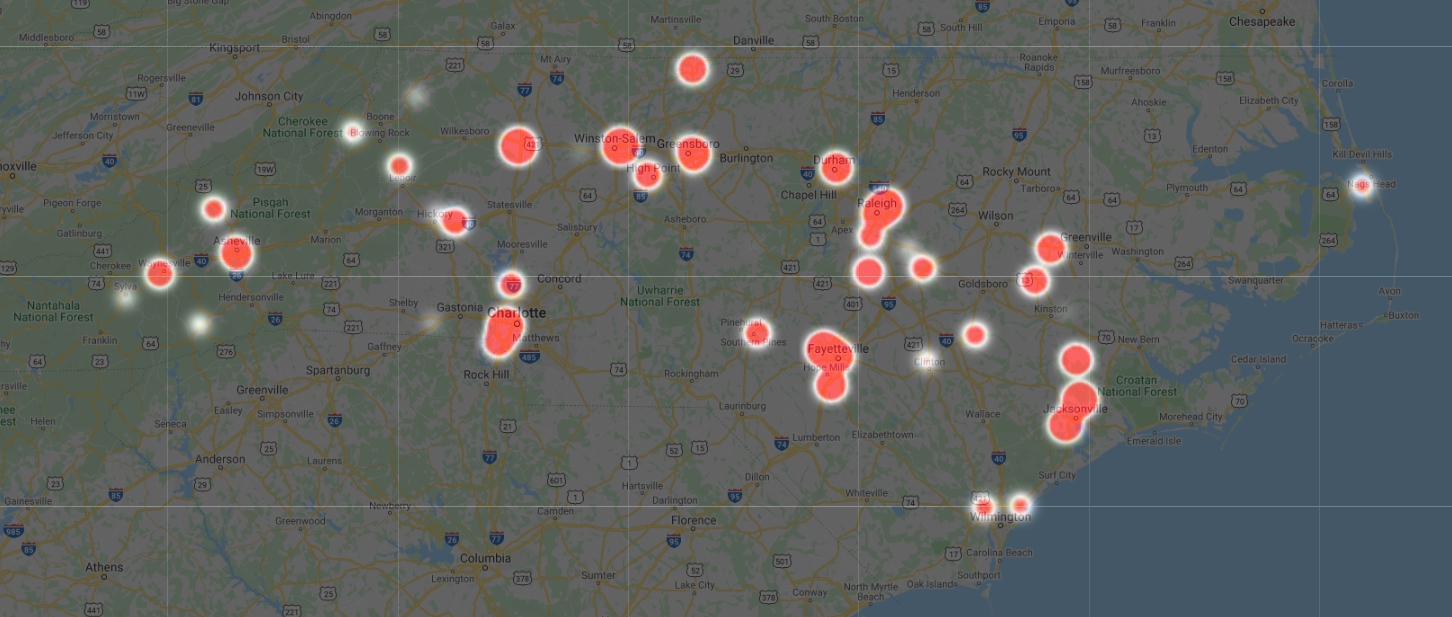 Big Stone Gap
Abingdon
Galax
Martinsville
South Boston
South Hill
Emporia
Franklin
Chesapeake
Middlesboro
Kingsport
Bristol
Danville
Mt Airy
Roanoke
Rapids
Murfreesboro
Rogersville
Corolla
Johnson City
Henderson
Ahoskie
Elizabeth City
Morristown
Greeneville
Cherokee
National Forest
Boone
Blowing Rock
Wilkesboro
Winston-Salem
Greensboro
Burlington
Jefferson City
Edenton
Kill Devil Hills
High Point
Durham
Chapel Hill
Rocky Mount
Tarboro
Plymouth
Nags Head
Lenoir
Pigeon Forge
Gatlinburg
Pisgah
National Forest
Morganton
Hickory
Statesville
Salisbury
Asheboro
Raleigh
Apex
Wilson
Greenville
Winterville
Washington
Asheville
Marion
Mooresville
Cherokee
Waynesville
Lake Lure
Concord
Goldsboro
Swanquarter
Sylva
Hendersonville
Nantahala
National Forest
Shelby
Gastonia
Charlotte
Matthews
Uwharrie
National Forest
Kinston
Avon
Buxton
Hatteras
Ocracoke
Franklin
Gaffney
Pinehurst
Southern Pines
Fayetteville
Hope Mills
Clinton
New Bern
Cedar Island
Spartanburg
Rock Hill
Rockingham
Croatan
National Forest
Greenville
Easley
Simpsonville
Laurinburg
Wallace
Jacksonville
Morehead City
Emerald Isle
Helen
Seneca
Lumberton
Elizabethtown
Anderson
Laurens
Dillon
Surf City
Hartsville
Darlington
Whiteville
Gainesville
Newberry
Camden
Greenwood
Florence
Wilmington
Carolina Beach
Athens
Columbia
Lexington
Sumter
Lake City
Conway
North Myrtle
Beach
Oak Island
Southport